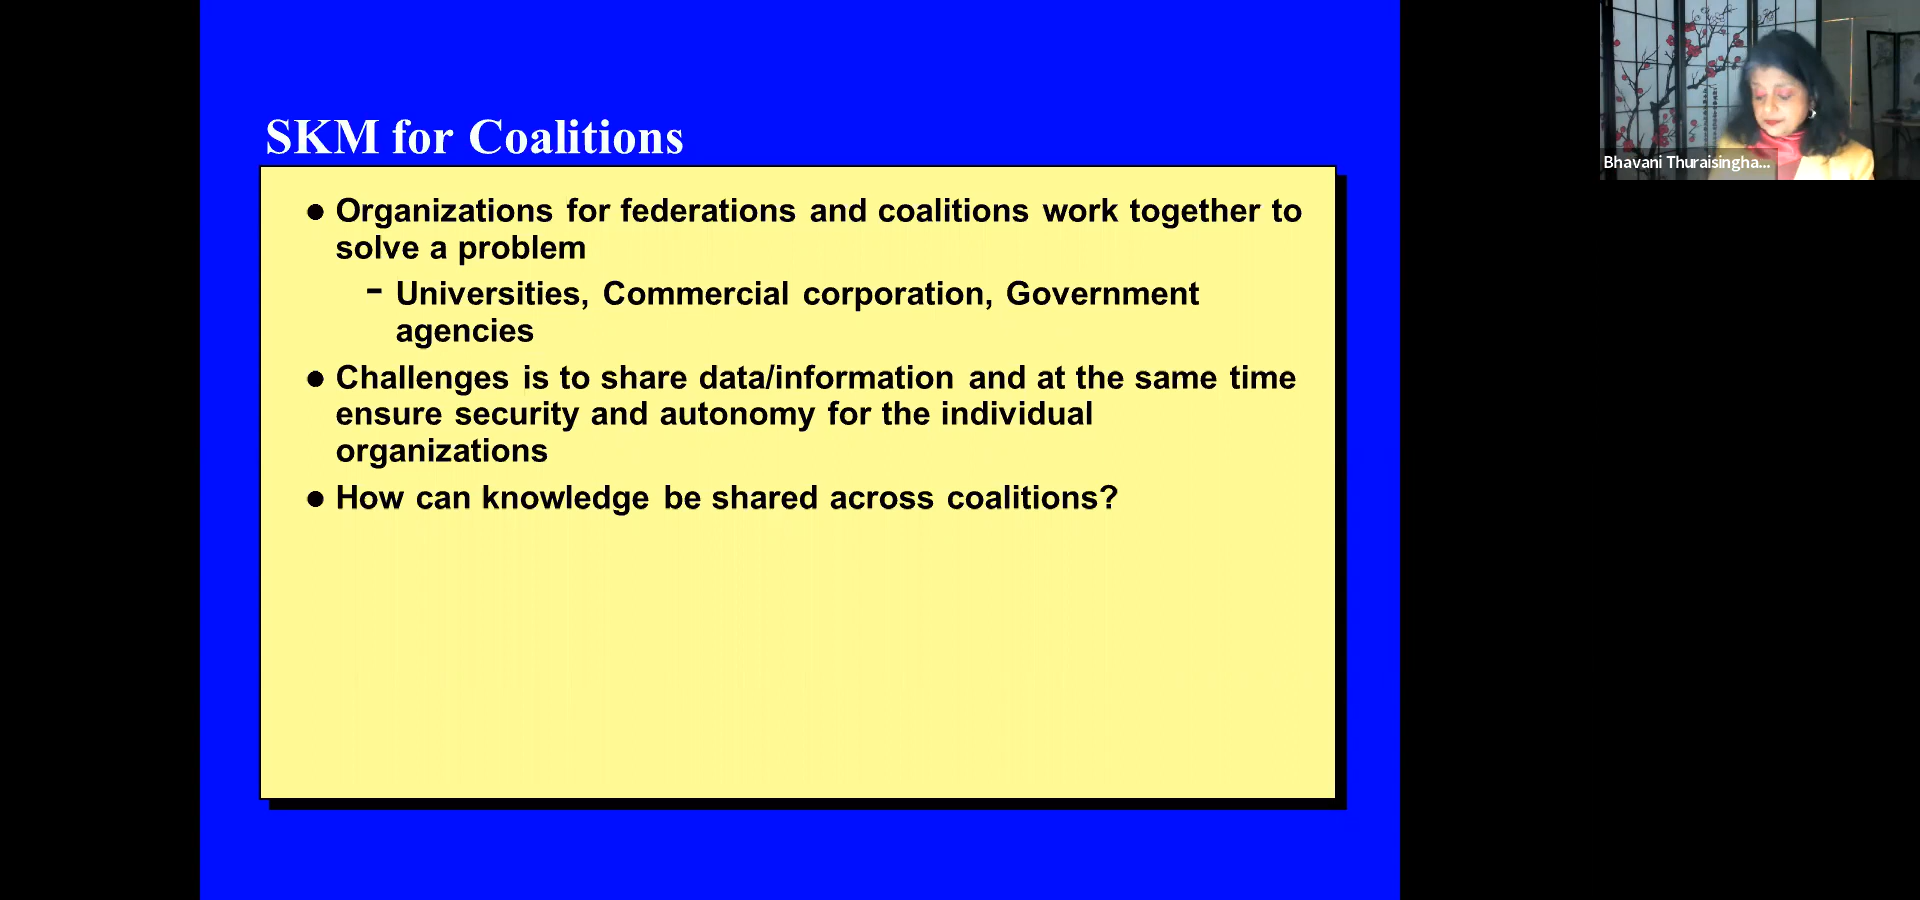 SKM for Coalitions
● Organizations for federations and coalitions work together to
solve a problem
- Universities, Commercial corporation, Government
agencies
● Challenges is to share data/information and at the same time
ensure security and autonomy for the individual
organizations
● How can knowledge be shared across coalitions?
Bhavani Thuraisingha...